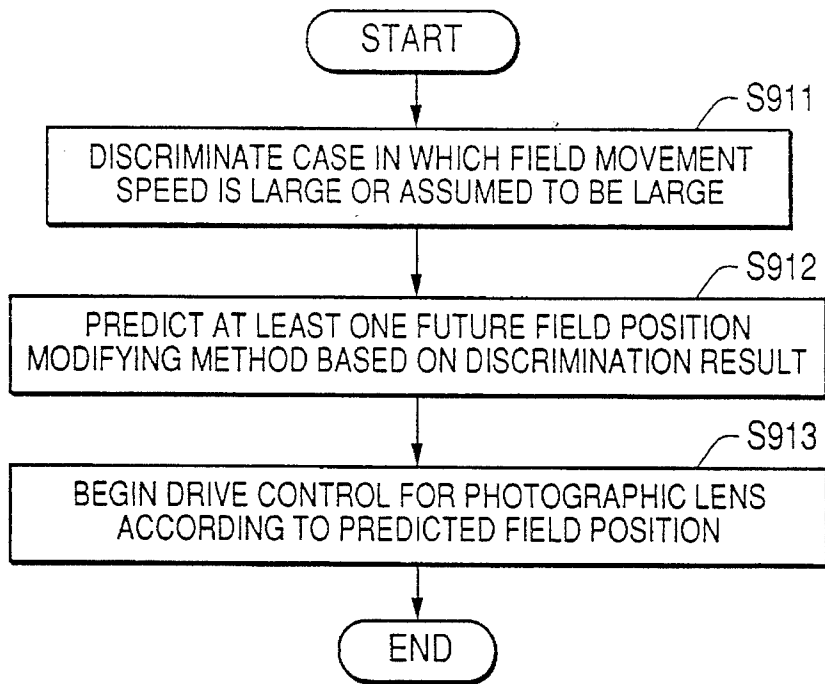 START
S911
DISCRIMINATE CASE IN WHICH FIELD MOVEMENT
SPEED IS LARGE OR ASSUMED TO BE LARGE
S912
PREDICT AT LEAST ONE FUTURE FIELD POSITION
MODIFYING METHOD BASED ON DISCRIMINATION RESULT
S913
BEGIN DRIVE CONTROL FOR PHOTOGRAPHIC LENS
ACCORDING TO PREDICTED FIELD POSITION
END